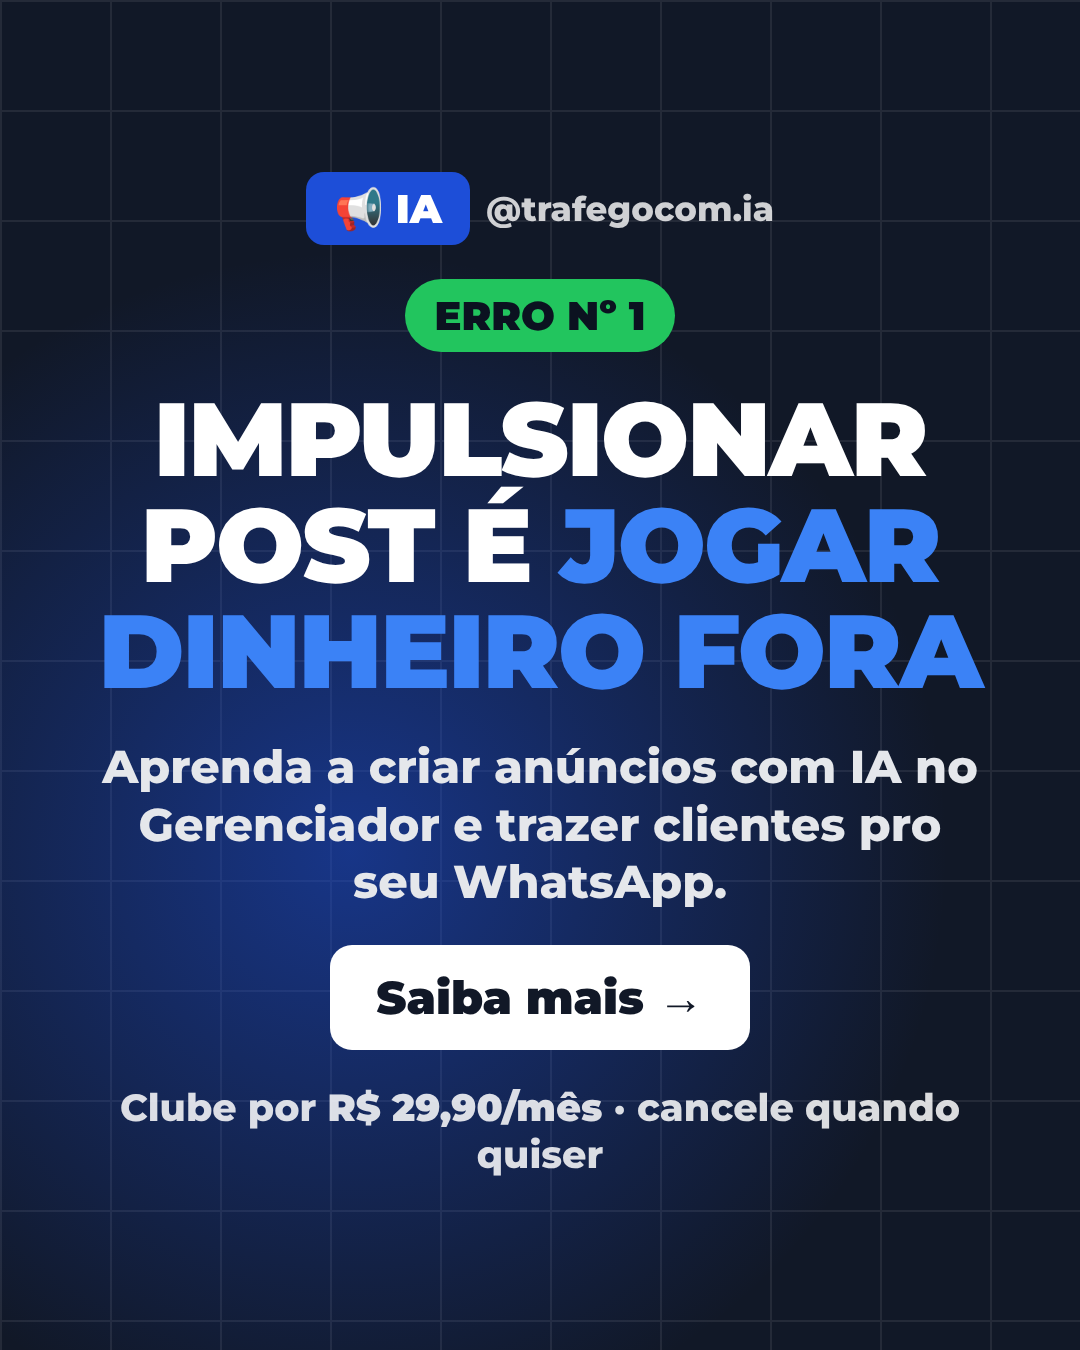 📢 IA @trafegocom.ia
ERRO Nº 1
IMPULSIONAR
POST É JOGAR
DINHEIRO FORA
Aprenda a criar anúncios com IA no
Gerenciador e trazer clientes pro
seu WhatsApp.
Saiba mais →
Clube por R$ 29,90/mês · cancele quando
quiser